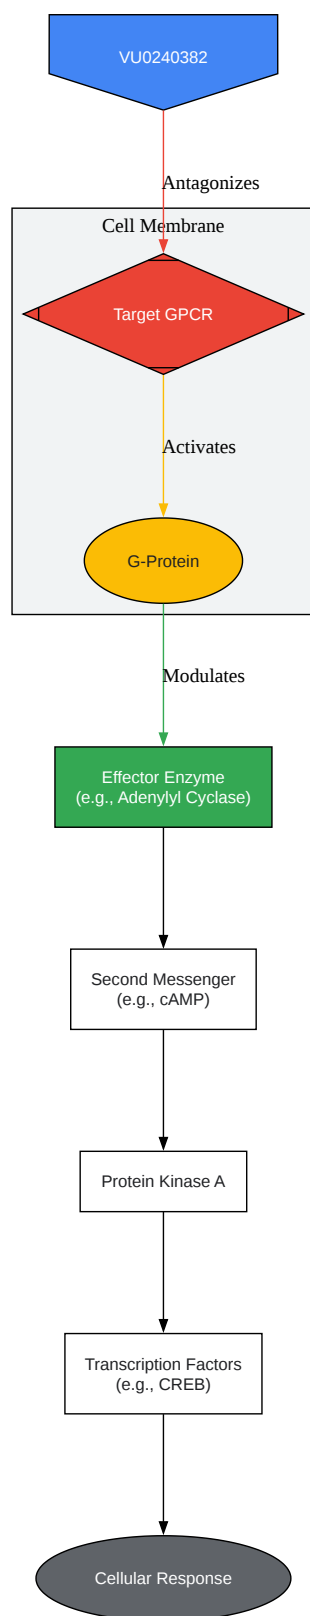 VU0240382
Antagonizes
Cell Membrane
Target GPCR
Activates
G-Protein
Modulates
Effector Enzyme
(e.g., Adenylyl Cyclase)
Second Messenger
(e.g., cAMP)
Protein Kinase A
Transcription Factors
(e.g., CREB)
Cellular Response